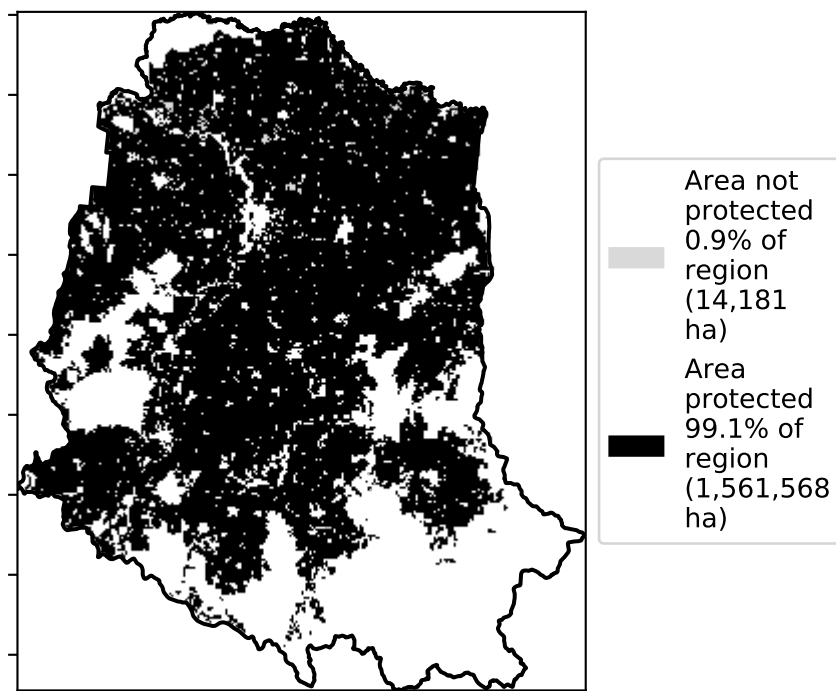 Area not
protected
0.9% of
region
(14,181
ha)
Area
protected
99.1% of
region
(1,561,568
ha)